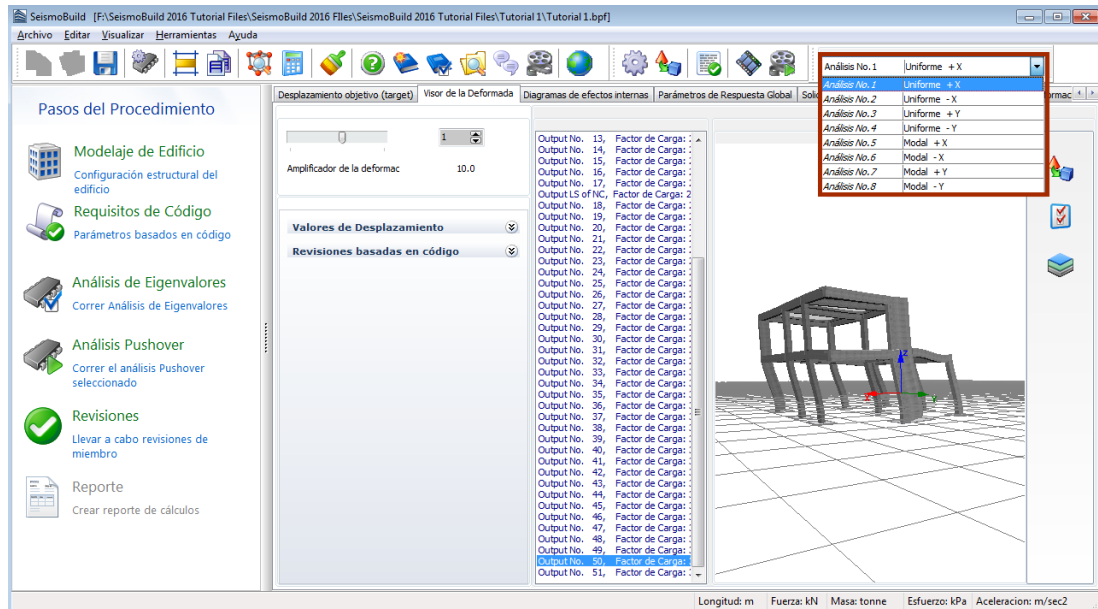 SeismoBuild [F:\SeismoBuild 2016 Tutorial Files\SeismoBuild 2016 FIles\SeismoBuild 2016 Tutorial Files\Tutorial 1\Tutorial 1.bpf]
Archivo Editar Visualizar Herramientas Ayuda
Análisis No. 1 Uniforme + X
Análisis No. 1 Uniforme + X
Análisis No. 2 Uniforme - X
Análisis No. 3 Uniforme + Y
Análisis No. 4 Uniforme - Y
Análisis No. 5 Modal + X
Análisis No. 6 Modal - X
Análisis No. 7 Modal + Y
Análisis No. 8 Modal - Y
Desplazamiento objetivo (target) Visor de la Deformada Diagramas de efectos internas Parámetros de Respuesta Global
Pasos del Procedimiento
Modelaje de Edificio
Configuración estructural del
edificio
Requisitos de Código
Parámetros basados en código
Análisis de Eigenvalores
Correr Análisis de Eigenvalores
Análisis Pushover
Correr el análisis Pushover
seleccionado
Revisiones
Llevar a cabo revisiones de
miembro
Reporte
Crear reporte de cálculos
1
Amplificador de la deformac 10.0
Valores de Desplazamiento
Revisiones basadas en código
Output No. 13, Factor de Carga:
Output No. 14, Factor de Carga:
Output No. 15, Factor de Carga:
Output No. 16, Factor de Carga:
Output No. 17, Factor de Carga:
Output LS of NC, Factor de Carga: 2
Output No. 18, Factor de Carga:
Output No. 19, Factor de Carga:
Output No. 20, Factor de Carga:
Output No. 21, Factor de Carga:
Output No. 22, Factor de Carga:
Output No. 23, Factor de Carga:
Output No. 24, Factor de Carga:
Output No. 25, Factor de Carga:
Output No. 26, Factor de Carga:
Output No. 27, Factor de Carga:
Output No. 28, Factor de Carga:
Output No. 29, Factor de Carga:
Output No. 30, Factor de Carga:
Output No. 31, Factor de Carga:
Output No. 32, Factor de Carga:
Output No. 33, Factor de Carga:
Output No. 34, Factor de Carga:
Output No. 35, Factor de Carga:
Output No. 36, Factor de Carga:
Output No. 37, Factor de Carga:
Output No. 38, Factor de Carga:
Output No. 39, Factor de Carga:
Output No. 40, Factor de Carga:
Output No. 41, Factor de Carga:
Output No. 42, Factor de Carga:
Output No. 43, Factor de Carga:
Output No. 44, Factor de Carga:
Output No. 45, Factor de Carga:
Output No. 46, Factor de Carga:
Output No. 47, Factor de Carga:
Output No. 48, Factor de Carga:
Output No. 49, Factor de Carga:
Output No. 50, Factor de Carga:
Output No. 51, Factor de Carga:
z
Longitud: m Fuerza: kN Masa: tonne Esfuerzo: kPa Aceleracion: m/sec2